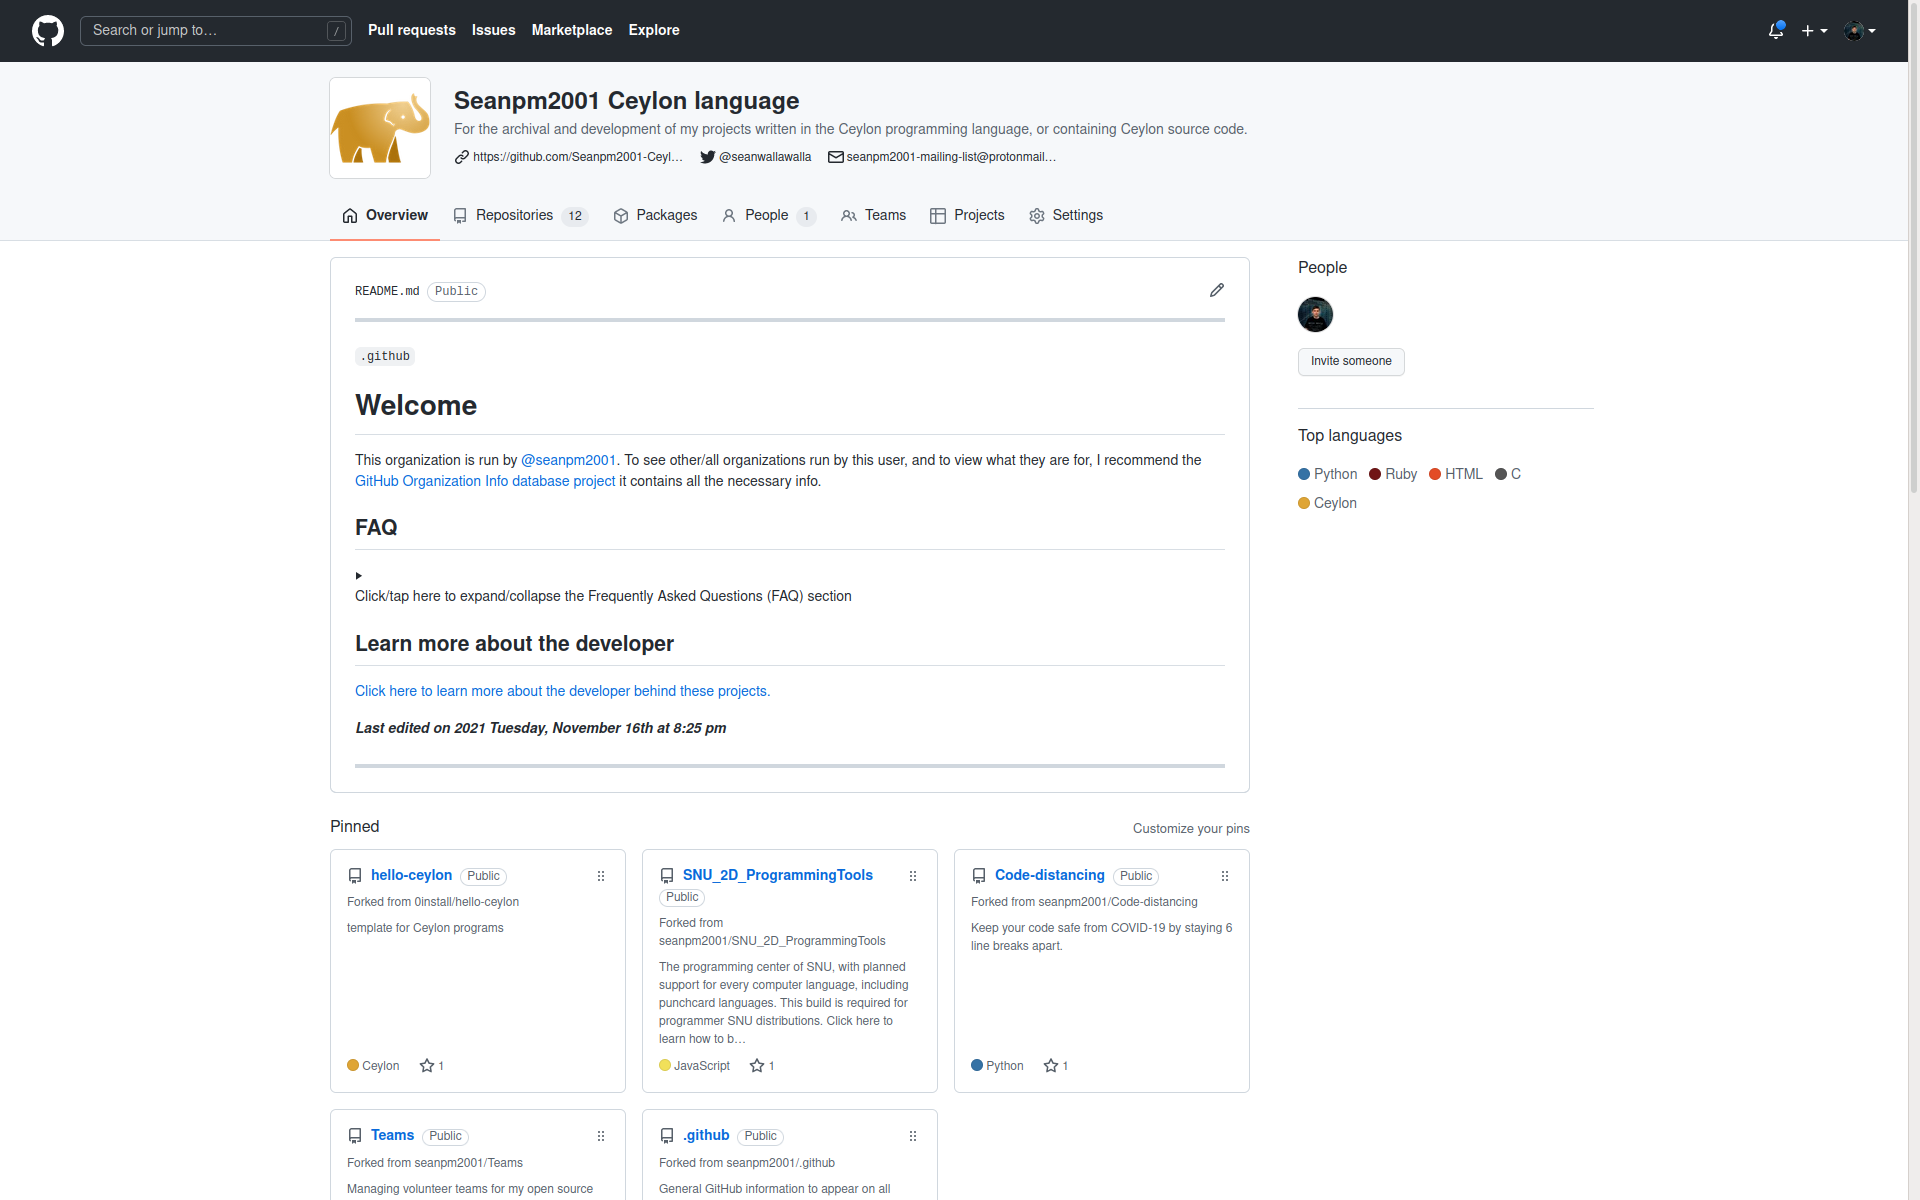 Search or jump to…
/
Pull requests
Issues
Marketplace
Explore
Seanpm2001 Ceylon language
For the archival and development of my projects written in the Ceylon programming language, or containing Ceylon source code.
https://github.com/Seanpm2001-Ceyl…
@seanwallawalla
seanpm2001-mailing-list@protonmail…
Overview
Repositories 12
Packages
People 1
Teams
Projects
Settings
README.md Public
.github
Welcome
This organization is run by @seanpm2001. To see other/all organizations run by this user, and to view what they are for, I recommend the
GitHub Organization Info database project it contains all the necessary info.
FAQ
Click/tap here to expand/collapse the Frequently Asked Questions (FAQ) section
Learn more about the developer
Click here to learn more about the developer behind these projects.
Last edited on 2021 Tuesday, November 16th at 8:25 pm
People
Invite someone
Top languages
Python Ruby HTML C
Ceylon
Pinned
Customize your pins
hello-ceylon Public
Forked from 0install/hello-ceylon
template for Ceylon programs
Ceylon 1
SNU_2D_ProgrammingTools
Public
Forked from
seanpm2001/SNU_2D_ProgrammingTools
The programming center of SNU, with planned
support for every computer language, including
punchcard languages. This build is required for
programmer SNU distributions. Click here to
learn how to b…
JavaScript 1
Code-distancing Public
Forked from seanpm2001/Code-distancing
Keep your code safe from COVID-19 by staying 6
line breaks apart.
Python 1
Teams Public
Forked from seanpm2001/Teams
Managing volunteer teams for my open source
.github Public
Forked from seanpm2001/.github
General GitHub information to appear on all